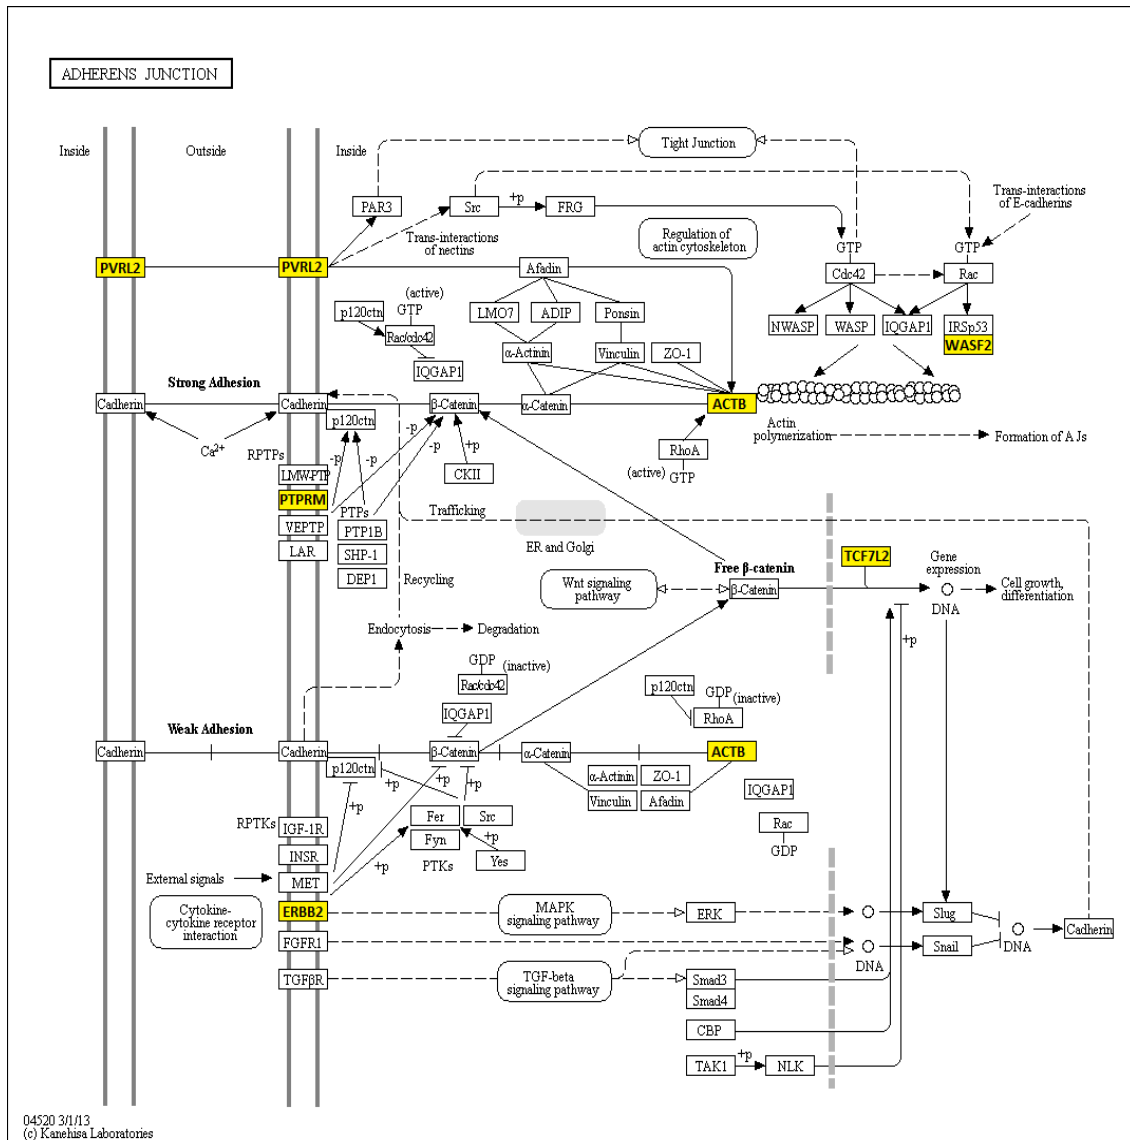 ADHERENS JUNCTION
Inside
Outside
Inside
Tight Junction
PAR3
Src
+p
FRG
Trans-interactions
of E-cadherins
Trans-interactions
of nectins
Regulation of
actin cytoskeleton
GTP
GTP
PVRL2
PVRL2
Afadin
Cdc42
Rac
(active)
GTP
p120ctn
Rac/cdc42
LMO7
ADIP
Ponsin
NWASP
WASP
IQGAP1
IRSp53
WASF2
IQGAP1
α-Actinin
Vinculin
ZO-1
Strong Adhesion
Cadherin
Cadherin
β-Catenin
α-Catenin
ACTB
p120ctn
Actin
polymerization
Formation of AJs
Ca2+
RPTPs
-p
-p
-p
-p
+p
CKII
RhoA
(active)
GTP
LMW-PTP
PTPRM
VEPTP
LAR
PTPs
PTP1B
SHP-1
DEP1
Trafficking
ER and Golgi
Recycling
TCF7L2
Gene
expression
Free β-catenin
Wnt signaling
pathway
β-Catenin
DNA
Cell growth,
differentiation
+p
Endocytosis
Degradation
GDP
(inactive)
Rac/cdc42
p120ctn
GDP
(inactive)
RhoA
IQGAP1
Weak Adhesion
Cadherin
Cadherin
β-Catenin
α-Catenin
ACTB
p120ctn
+p
+p
+p
α-Actinin
ZO-1
Vinculin
Afadin
IQGAP1
+p
Fer
Src
Fyn
+p
Rac
GDP
RPTKs
IGF-1R
INSR
+p
PTKs
Yes
External signals
MET
ERBB2
FGFR1
TGFβR
Cytokine-
cytokine receptor
interaction
MAPK
signaling pathway
ERK
Slug
Snail
DNA
DNA
Cadherin
TGF-beta
signaling pathway
Smad3
Smad4
CBP
TAK1
+p
NLK
04520 3/1/13
(c) Kanehisa Laboratories